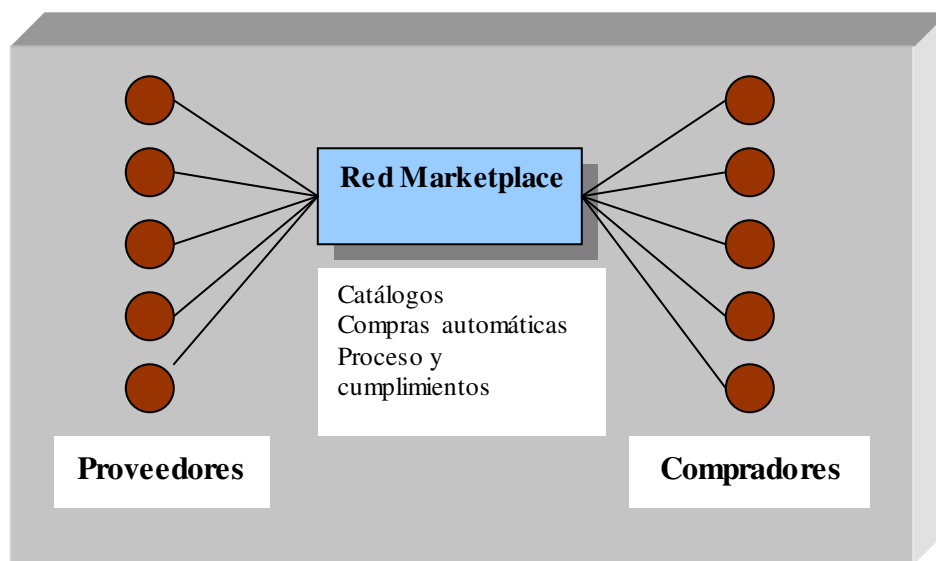 Red Marketplace
Catálogos
Compras automáticas
Proceso y
cumplimientos
Proveedores
Compradores